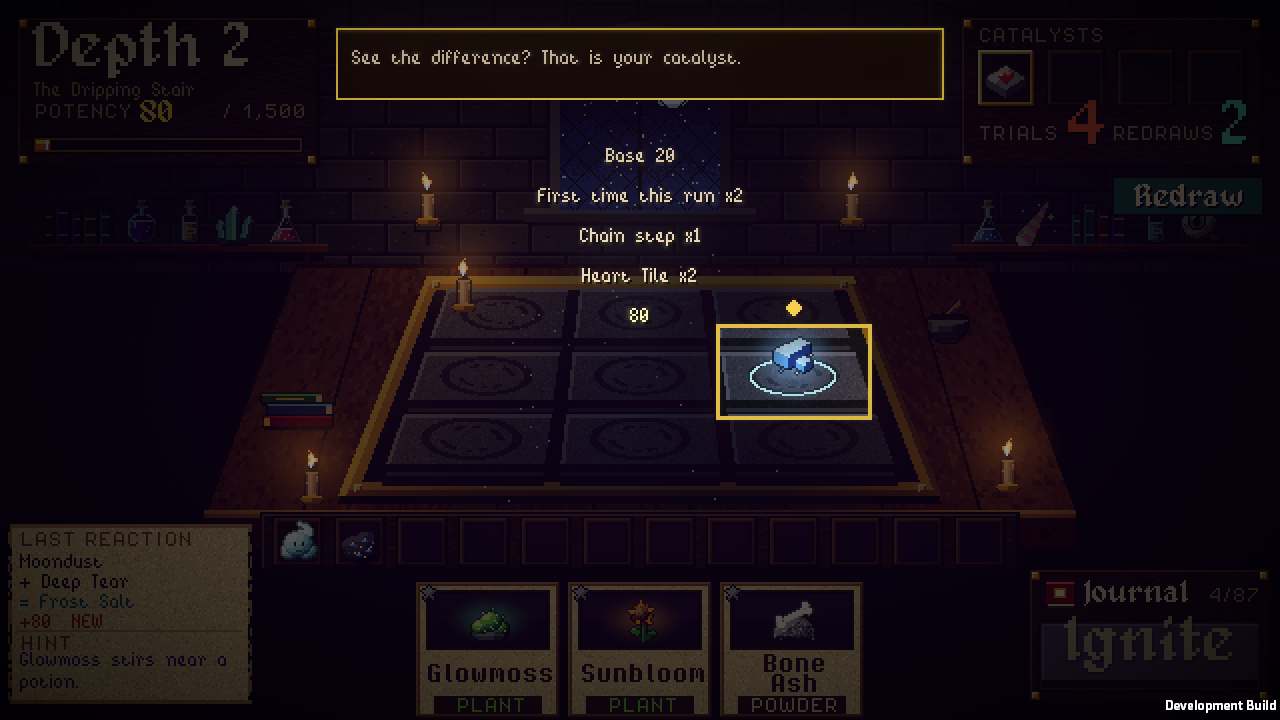 Depth 2
The Dripping Stair
POTENCY 80 / 1,500
See the difference? That is your catalyst.
CATALYSTS
TRIALS 4 REDRAWS 2
Redraw
Base 20
First time this run x2
Chain step x1
Heart Tile x2
80
LAST REACTION
Moondust
+ Deep Tear
= Frost Salt
+80 NEW
HINT
Glowmoss stirs near a
potion.
Glowmoss
PLANT
Sunbloom
PLANT
Bone
Ash
POWDER
Journal 4/87
Ignite
Development Build